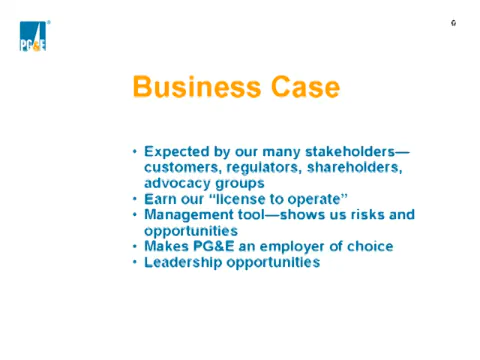 PG&E
6
Business Case
• Expected by our many stakeholders—
customers, regulators, shareholders,
advocacy groups
• Earn our “license to operate”
• Management tool—shows us risks and
opportunities
• Makes PG&E an employer of choice
• Leadership opportunities